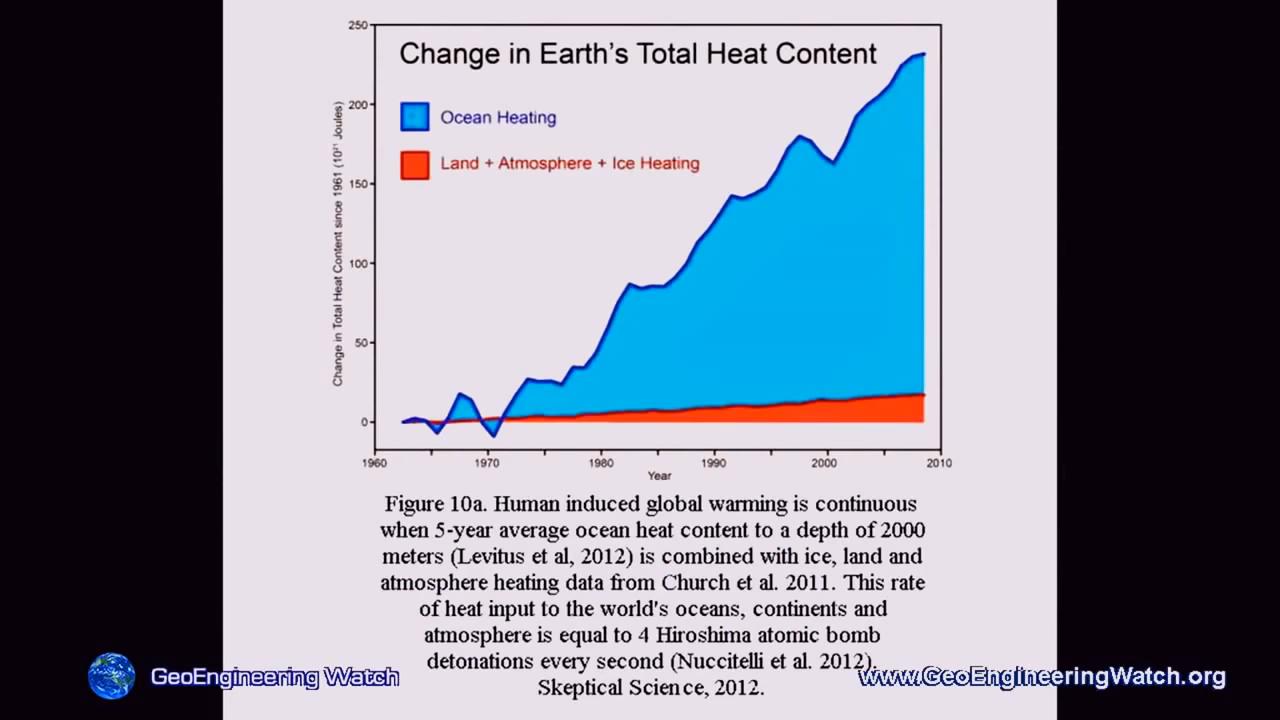 250
Change in Earth's Total Heat Content
Ocean Heating
200
Land + Atmosphere + Ice Heating
150
100
50
0
Change in Total Heat Content since 1961 (10²¹ Joules)
1960 1970 1980 1990 2000 2010
Year
Figure 10a. Human induced global warming is continuous
when 5-year average ocean heat content to a depth of 2000
meters (Levitus et al, 2012) is combined with ice, land and
atmosphere heating data from Church et al. 2011. This rate
of heat input to the world's oceans, continents and
atmosphere is equal to 4 Hiroshima atomic bomb
detonations every second (Nuccitelli et al. 2012).
Skeptical Science, 2012.
GeoEngineering Watch
www.GeoEngineeringWatch.org